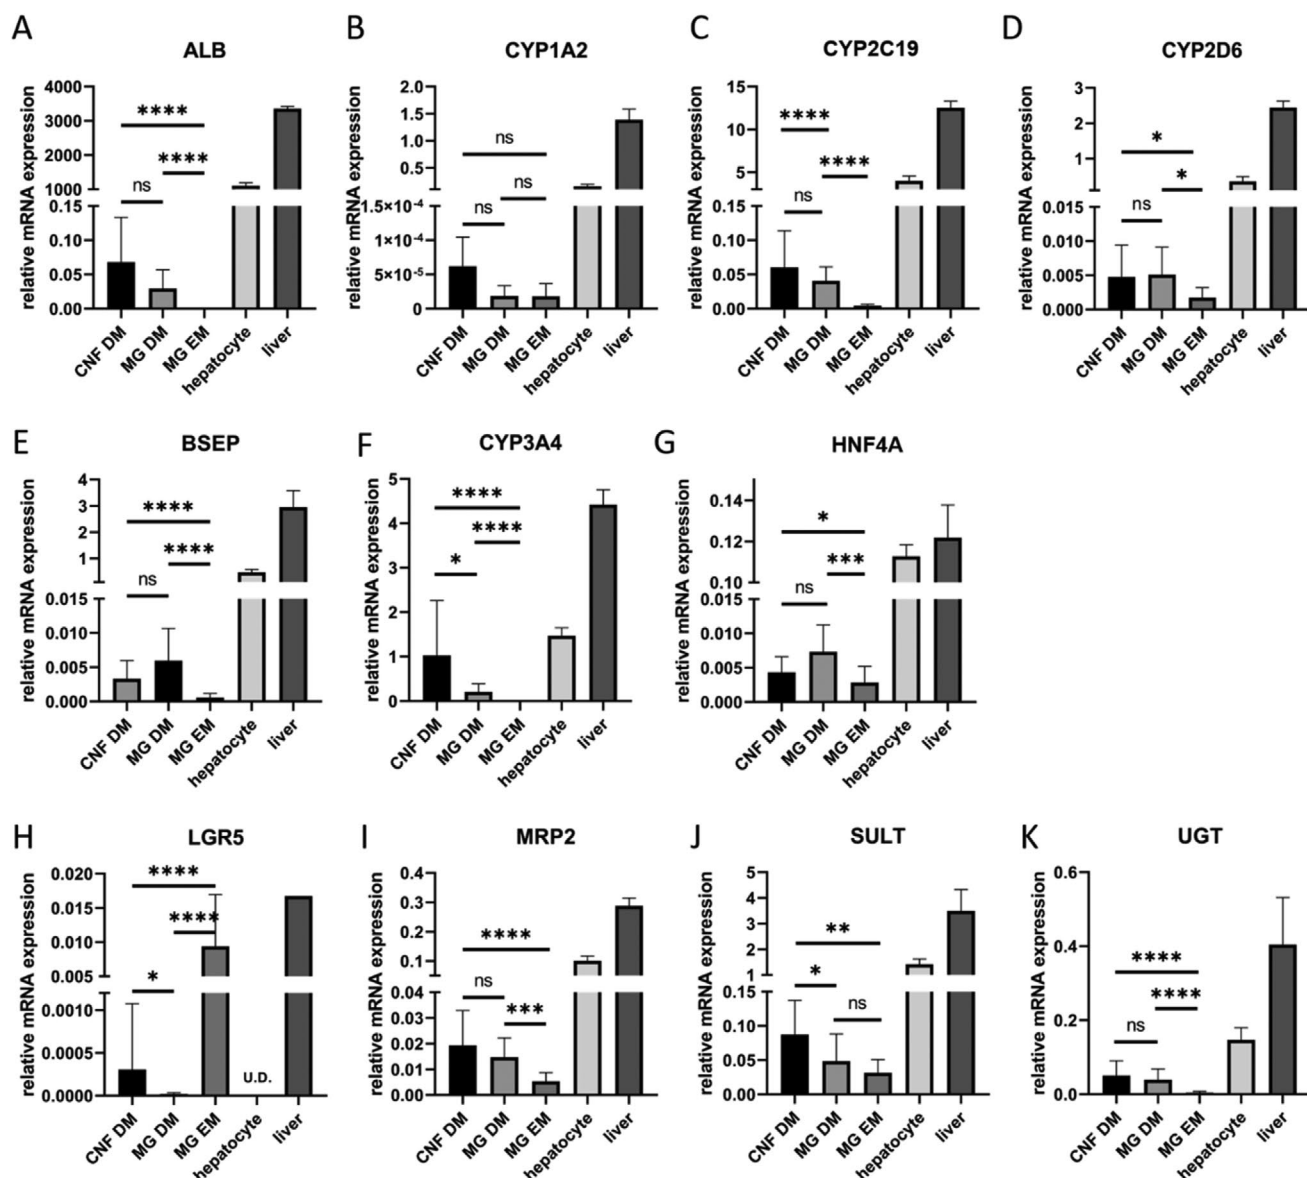 A
ALB
relative mRNA expression
4000
3000
2000
1000
0.15
0.10
0.05
0.00
****
****
ns
CNF DM
MG DM
MG EM
hepatocyte
liver
B
CYP1A2
relative mRNA expression
2.0
1.5
1.0
0.5
1.5×10⁻⁴
1×10⁻⁴
5×10⁻⁵
0
ns
ns
ns
CNF DM
MG DM
MG EM
hepatocyte
liver
C
CYP2C19
relative mRNA expression
15
10
5
0.15
0.10
0.05
0.00
****
****
ns
CNF DM
MG DM
MG EM
hepatocyte
liver
D
CYP2D6
relative mRNA expression
3
2
1
0.015
0.010
0.005
0.000
*
*
ns
CNF DM
MG DM
MG EM
hepatocyte
liver
E
BSEP
relative mRNA expression
4
3
2
1
0.015
0.010
0.005
0.000
****
****
ns
CNF DM
MG DM
MG EM
hepatocyte
liver
F
CYP3A4
relative mRNA expression
5
4
3
2
1
0
****
****
*
CNF DM
MG DM
MG EM
hepatocyte
liver
G
HNF4A
relative mRNA expression
0.14
0.12
0.10
0.015
0.010
0.005
0.000
*
***
ns
CNF DM
MG DM
MG EM
hepatocyte
liver
H
LGR5
relative mRNA expression
0.020
0.015
0.010
0.005
0.0010
0.0005
0.0000
****
****
*
U.D.
CNF DM
MG DM
MG EM
hepatocyte
liver
I
MRP2
relative mRNA expression
0.4
0.3
0.2
0.1
0.04
0.03
0.02
0.01
0.00
****
ns
***
CNF DM
MG DM
MG EM
hepatocyte
liver
J
SULT
relative mRNA expression
5
4
3
2
1
0.15
0.10
0.05
0.00
**
*
ns
CNF DM
MG DM
MG EM
hepatocyte
liver
K
UGT
relative mRNA expression
0.6
0.4
0.2
0.0
****
****
ns
CNF DM
MG DM
MG EM
hepatocyte
liver